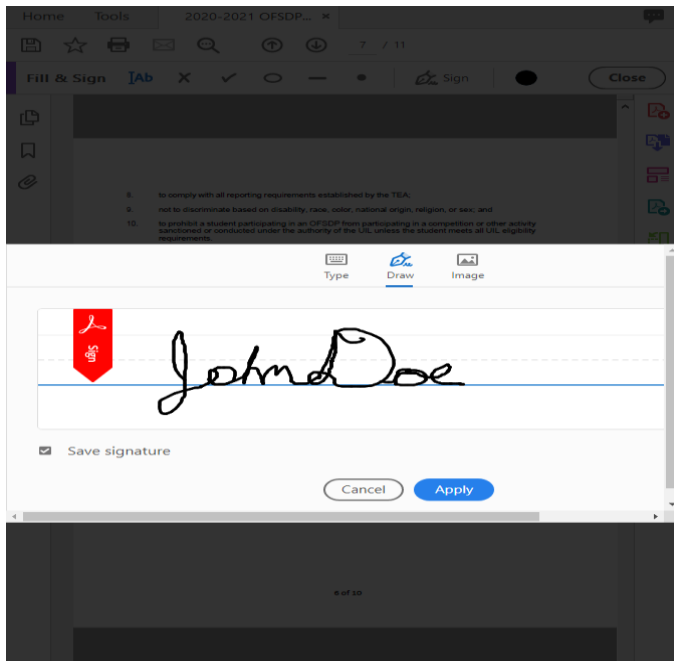 Home Tools 2020-2021 OFSDP... ×
7 / 11
Fill & Sign Ab Sign Close
8. to comply with all reporting requirements established by the TEA;
9. not to discriminate based on disability, race, color, national origin, religion, or sex; and
10. to prohibit a student participating in an OFSDP from participating in a competition or other activity
sanctioned or conducted under the authority of the UIL unless the student meets all UIL eligibility
requirements.
Type Draw Image
Sign
John Doe
Save signature
Cancel Apply
6 of 10